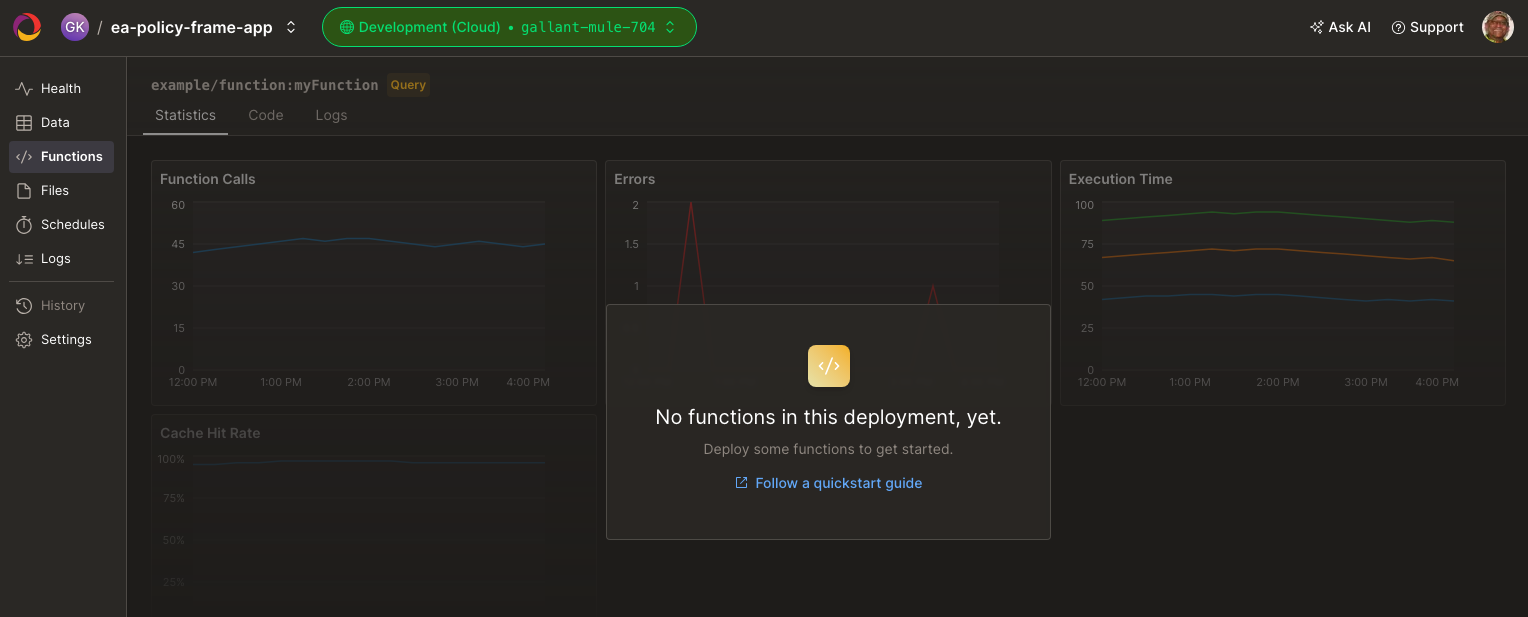 GK / ea-policy-frame-app
Development (Cloud) • gallant-mule-704
Ask AI
Support
Health
Data
Functions
Files
Schedules
Logs
History
Settings
example/function:myFunction Query
Statistics Code Logs
Function Calls
60
45
30
15
0
12:00 PM 1:00 PM 2:00 PM 3:00 PM 4:00 PM
Errors
2
1.5
1
Execution Time
100
75
50
25
0
12:00 PM 1:00 PM 2:00 PM 3:00 PM 4:00 PM
Cache Hit Rate
100%
75%
50%
25%
No functions in this deployment, yet.
Deploy some functions to get started.
Follow a quickstart guide